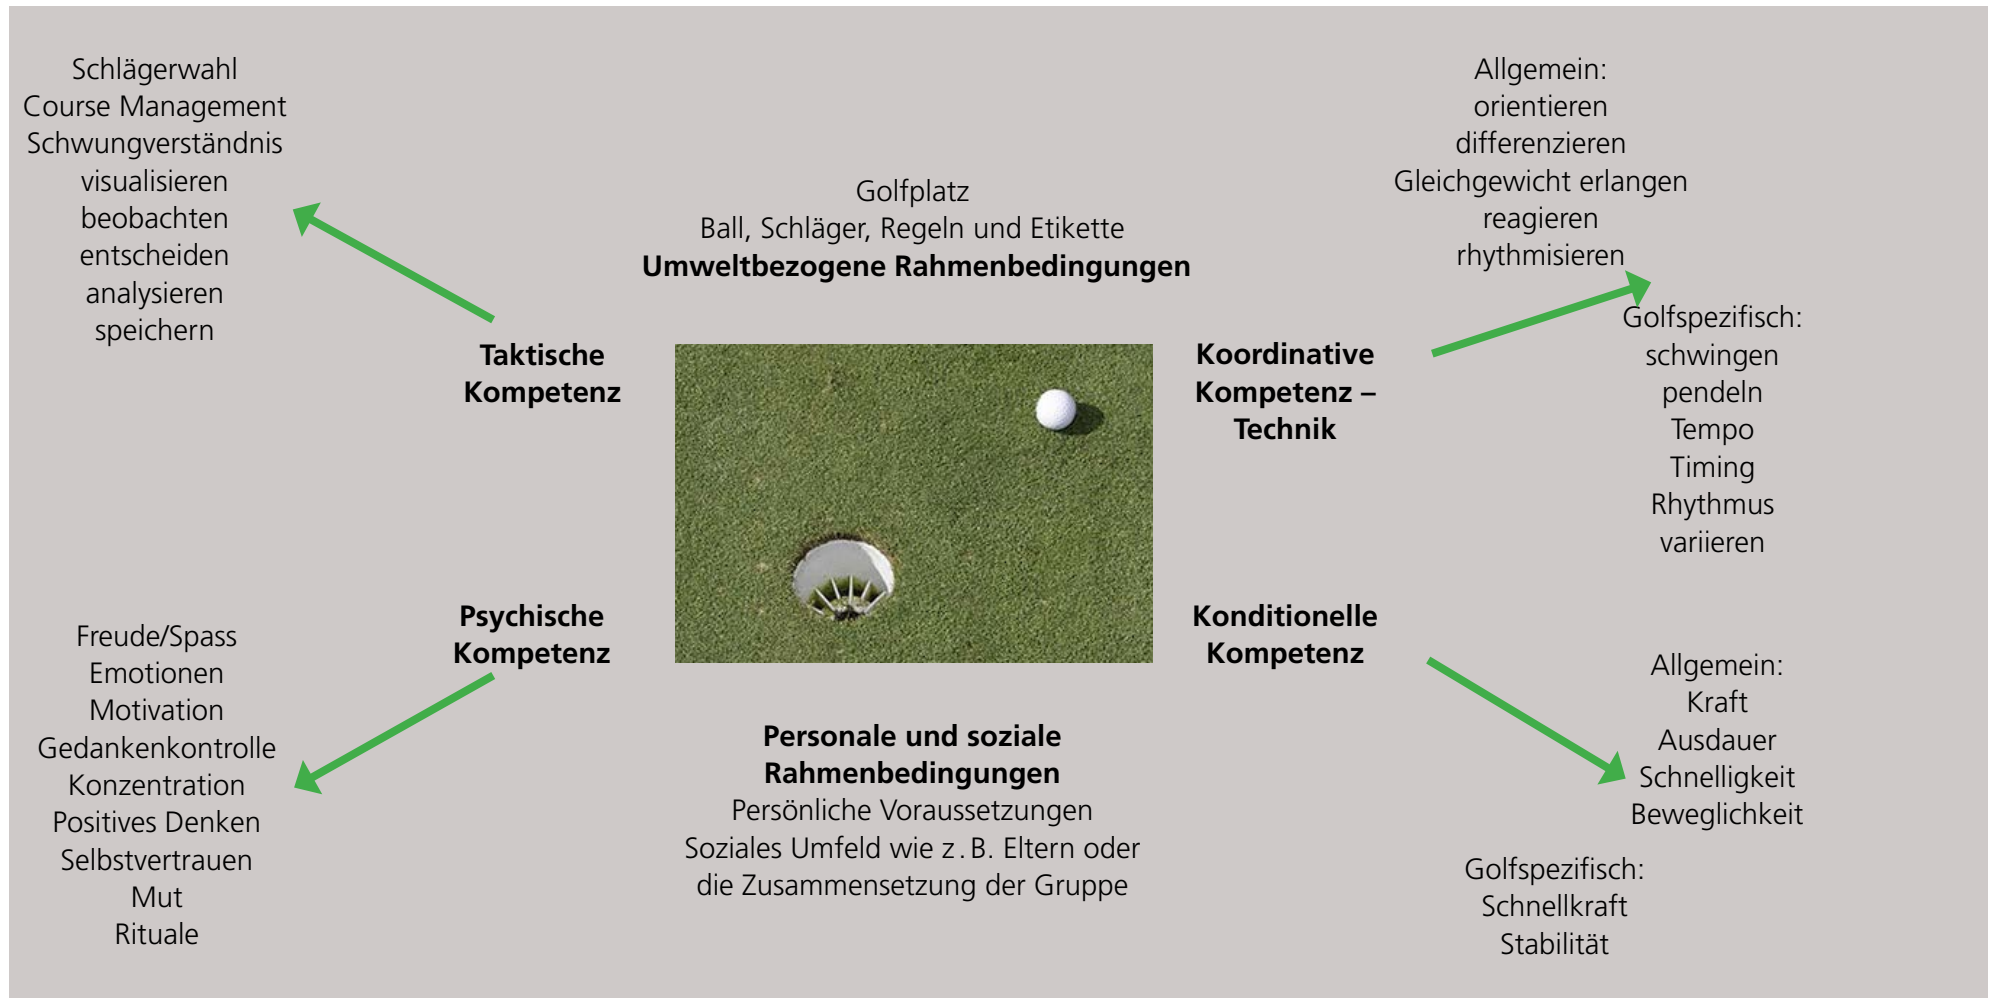 Schlägerwahl
Course Management
Schwungverständnis
visualisieren
beobachten
entscheiden
analysieren
speichern
Taktische
Kompetenz
Golfplatz
Ball, Schläger, Regeln und Etikette
Umweltbezogene Rahmenbedingungen
Allgemein:
orientieren
differenzieren
Gleichgewicht erlangen
reagieren
rhythmisieren
Koordinative
Kompetenz –
Technik
Golfspezifisch:
schwingen
pendeln
Tempo
Timing
Rhythmus
variieren
Psychische
Kompetenz
Freude/Spass
Emotionen
Motivation
Gedankenkontrolle
Konzentration
Positives Denken
Selbstvertrauen
Mut
Rituale
Personale und soziale
Rahmenbedingungen
Persönliche Voraussetzungen
Soziales Umfeld wie z. B. Eltern oder
die Zusammensetzung der Gruppe
Konditionelle
Kompetenz
Allgemein:
Kraft
Ausdauer
Schnelligkeit
Beweglichkeit
Golfspezifisch:
Schnellkraft
Stabilität